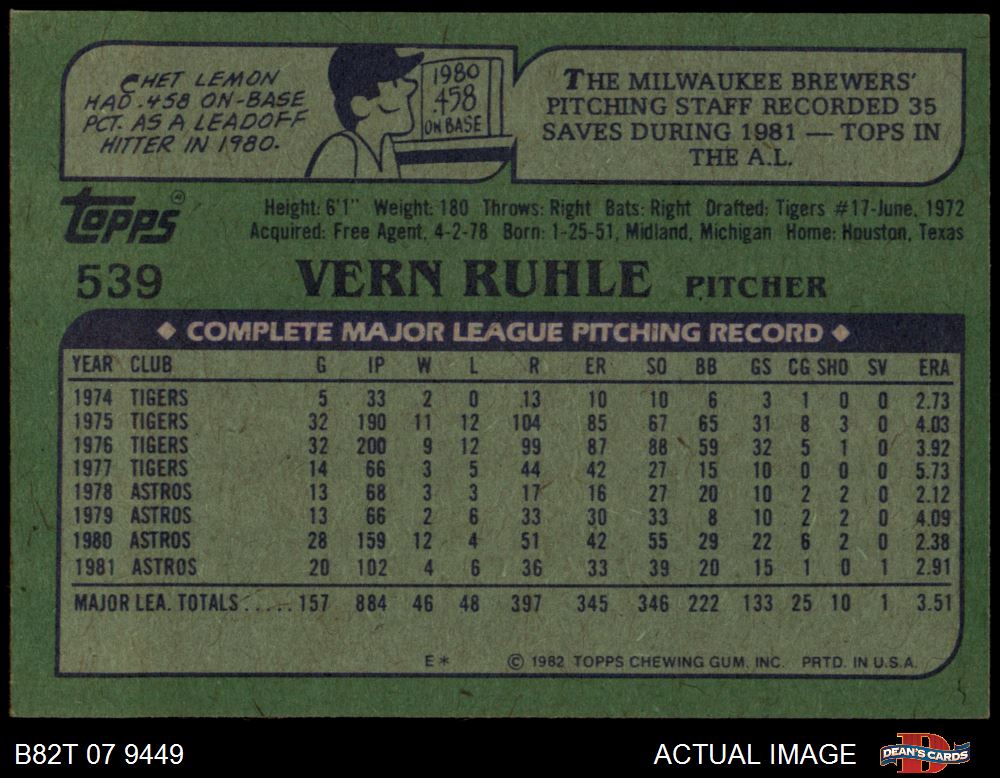 CHET LEMON
HAD .458 ON-BASE
PCT. AS A LEADOFF
HITTER IN 1980.
1980
.458
ON BASE
THE MILWAUKEE BREWERS'
PITCHING STAFF RECORDED 35
SAVES DURING 1981 — TOPS IN
THE A.L.
Topps ®
Height: 6'1" Weight: 180 Throws: Right Bats: Right Drafted: Tigers #17-June, 1972
Acquired: Free Agent, 4-2-78 Born: 1-25-51, Midland, Michigan Home: Houston, Texas
539 VERN RUHLE PITCHER
◆ COMPLETE MAJOR LEAGUE PITCHING RECORD ◆
YEAR CLUB G IP W L R ER SO BB GS CG SHO SV ERA
1974 TIGERS 5 33 2 0 13 10 10 6 3 1 0 0 2.73
1975 TIGERS 32 190 11 12 104 85 67 65 31 8 3 0 4.03
1976 TIGERS 32 200 9 12 99 87 88 59 32 5 1 0 3.92
1977 TIGERS 14 66 3 5 44 42 27 15 10 0 0 0 5.73
1978 ASTROS 13 68 3 3 17 16 27 20 10 2 2 0 2.12
1979 ASTROS 13 66 2 6 33 30 33 8 10 2 2 0 4.09
1980 ASTROS 28 159 12 4 51 42 55 29 22 6 2 0 2.38
1981 ASTROS 20 102 4 6 36 33 39 20 15 1 0 1 2.91
MAJOR LEA. TOTALS ..... 157 884 46 48 397 345 346 222 133 25 10 1 3.51
E* © 1982 TOPPS CHEWING GUM, INC. PRTD. IN U.S.A.
B82T 07 9449 ACTUAL IMAGE DEAN'S CARDS